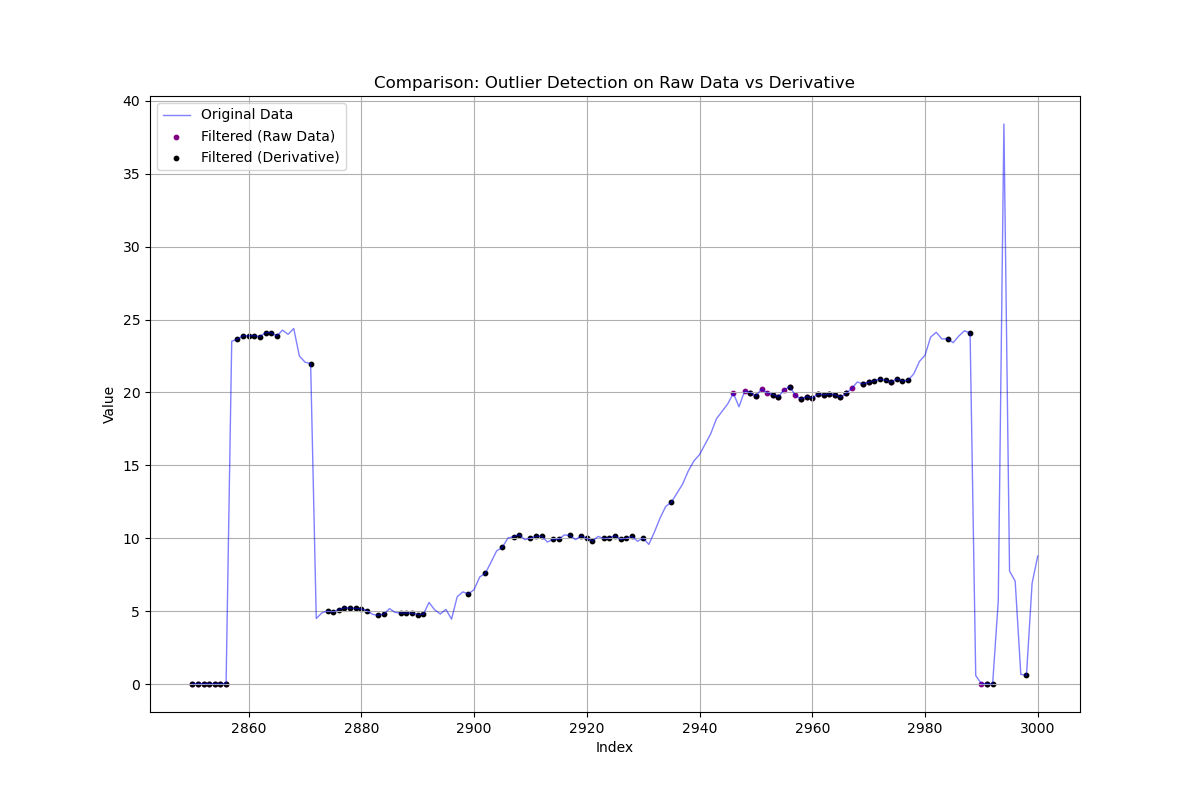 Comparison: Outlier Detection on Raw Data vs Derivative
Original Data
Filtered (Raw Data)
Filtered (Derivative)
40
35
30
25
20
15
10
5
0
Value
2860 2880 2900 2920 2940 2960 2980 3000
Index